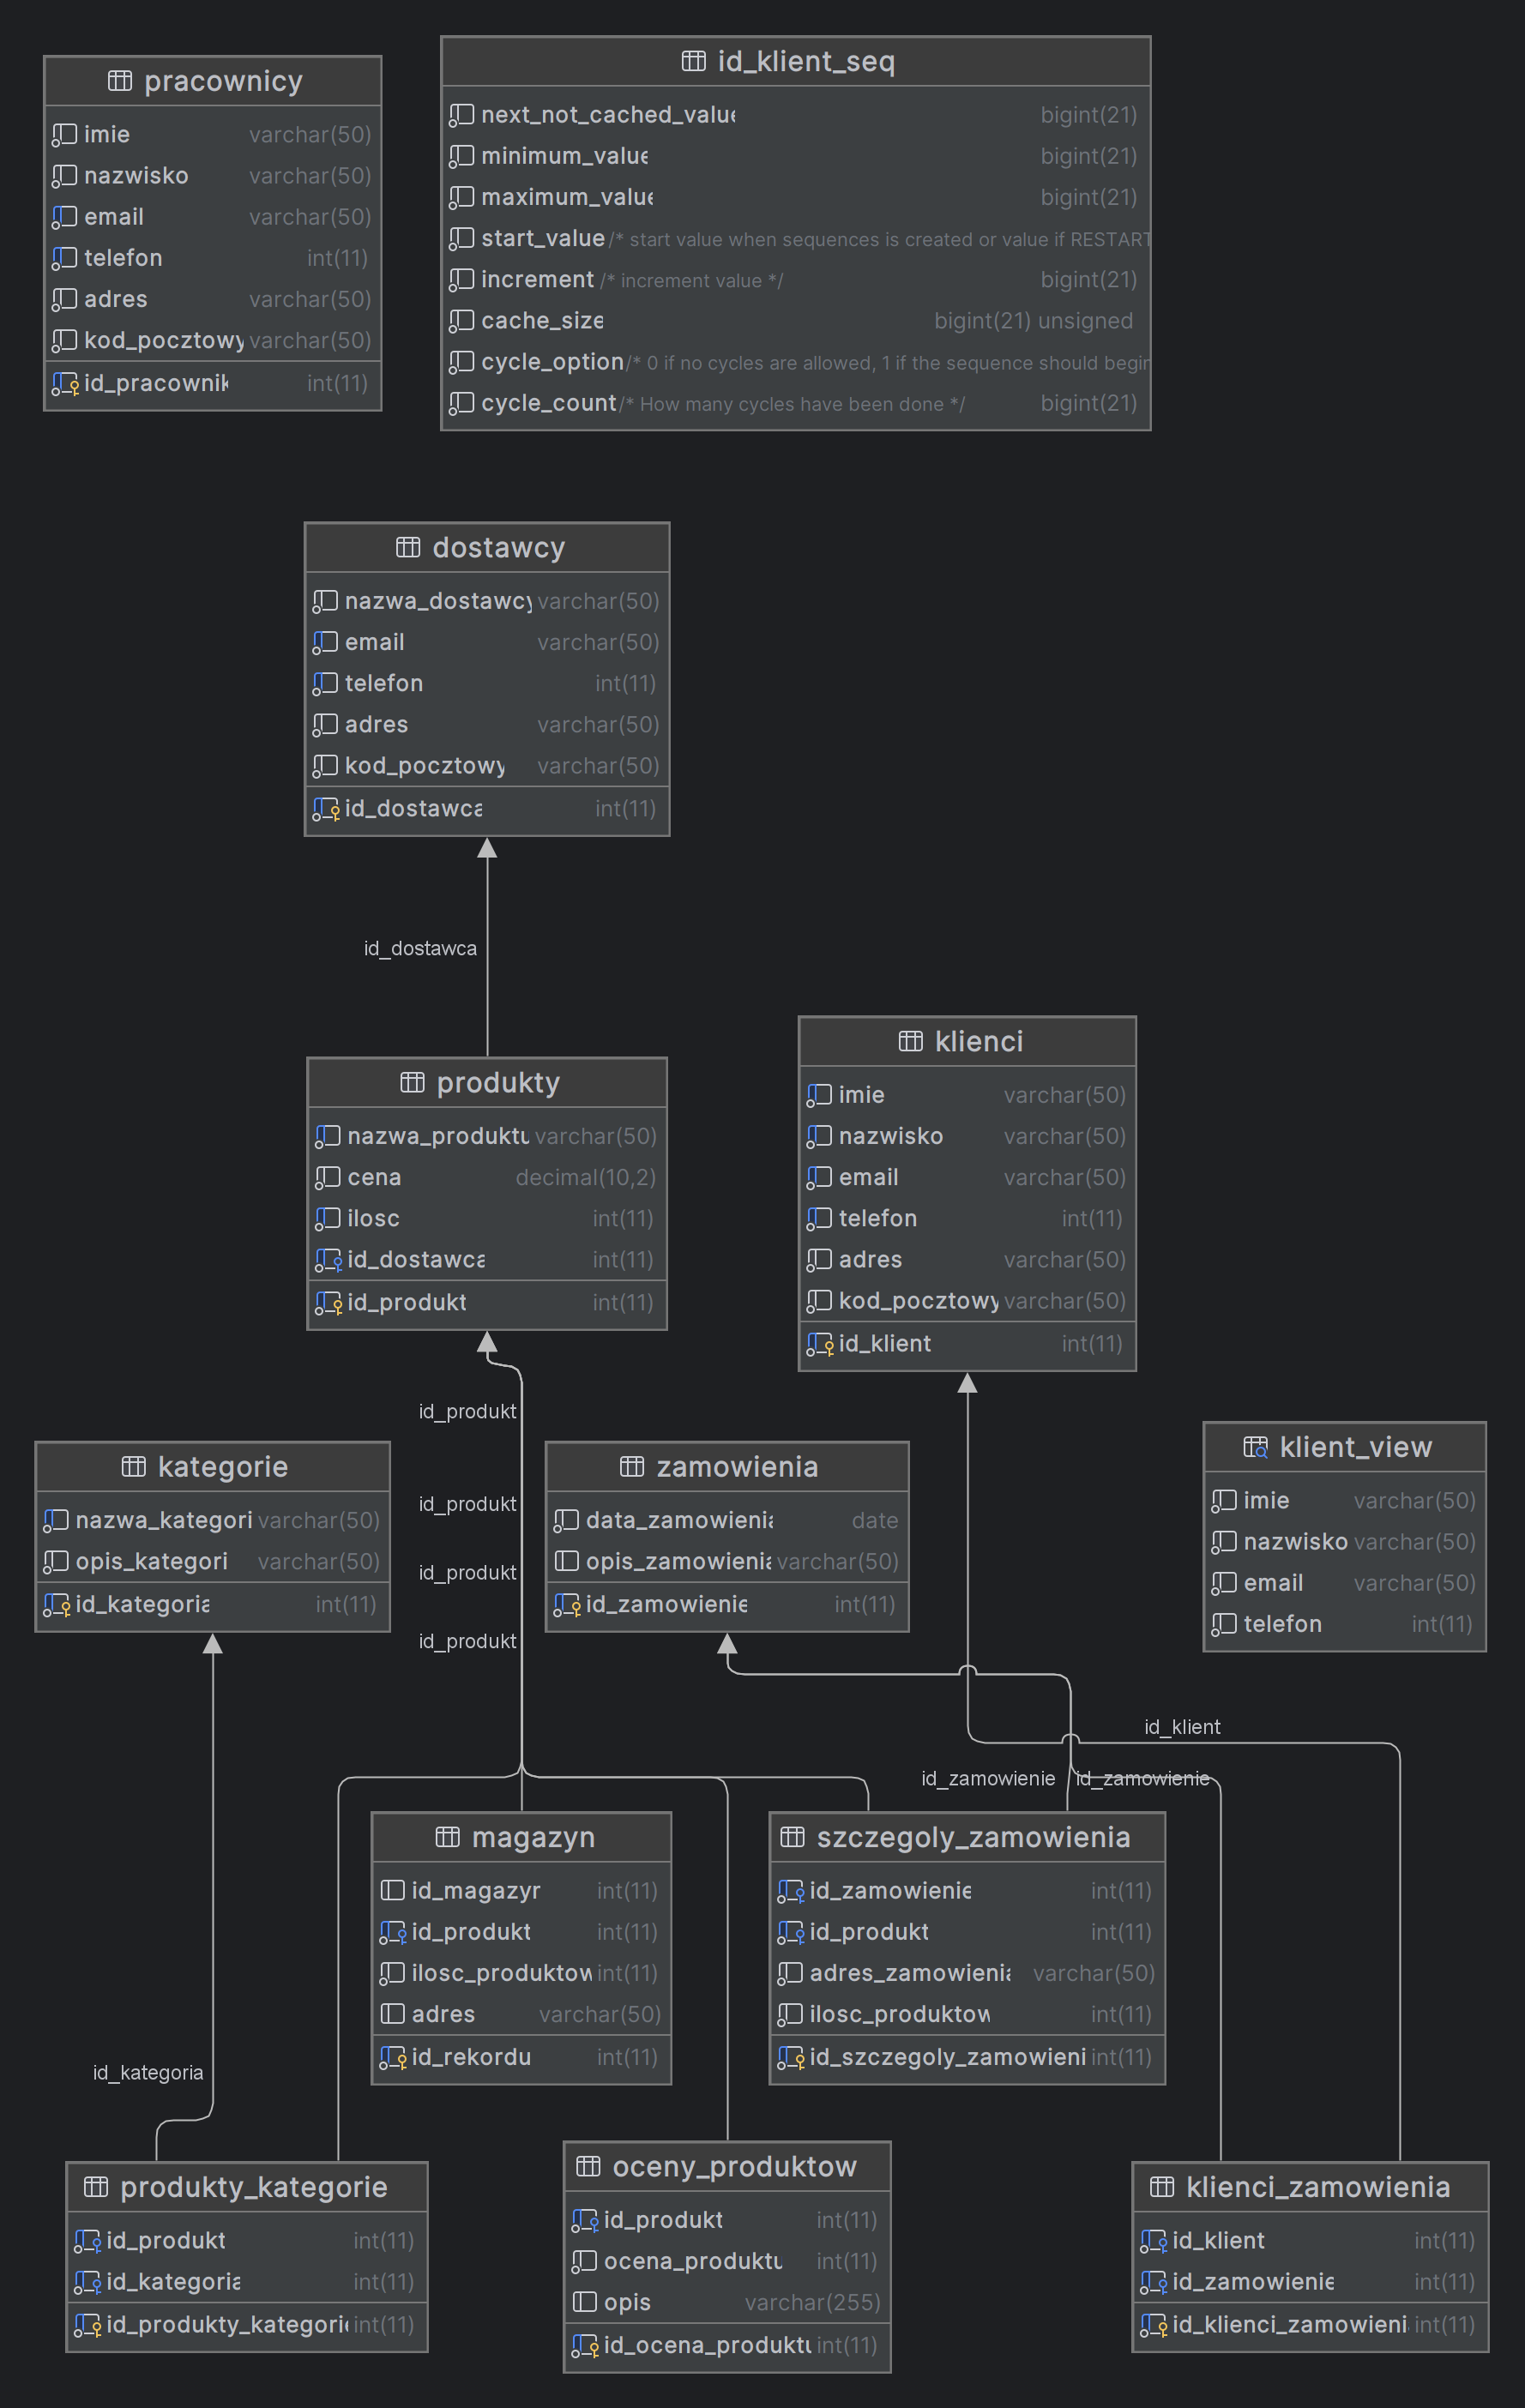 pracownicy
imie varchar(50)
nazwisko varchar(50)
email varchar(50)
telefon int(11)
adres varchar(50)
kod_pocztowy varchar(50)
id_pracownik int(11)
id_klient_seq
next_not_cached_value bigint(21)
minimum_value bigint(21)
maximum_value bigint(21)
start_value /* start value when sequences is created or value if RESTART
increment /* increment value */ bigint(21)
cache_size bigint(21) unsigned
cycle_option /* 0 if no cycles are allowed, 1 if the sequence should begin
cycle_count /* How many cycles have been done */ bigint(21)
dostawcy
nazwa_dostawcy varchar(50)
email varchar(50)
telefon int(11)
adres varchar(50)
kod_pocztowy varchar(50)
id_dostawca int(11)
id_dostawca
produkty
nazwa_produktu varchar(50)
cena decimal(10,2)
ilosc int(11)
id_dostawca int(11)
id_produkt int(11)
klienci
imie varchar(50)
nazwisko varchar(50)
email varchar(50)
telefon int(11)
adres varchar(50)
kod_pocztowy varchar(50)
id_klient int(11)
id_produkt
id_produkt
id_produkt
id_produkt
kategorie
nazwa_kategori varchar(50)
opis_kategori varchar(50)
id_kategoria int(11)
zamowienia
data_zamowienia date
opis_zamowienia varchar(50)
id_zamowienie int(11)
klient_view
imie varchar(50)
nazwisko varchar(50)
email varchar(50)
telefon int(11)
id_klient
id_zamowienie
id_zamowienie
magazyn
id_magazyn int(11)
id_produkt int(11)
ilosc_produktow int(11)
adres varchar(50)
id_rekordu int(11)
szczegoly_zamowienia
id_zamowienie int(11)
id_produkt int(11)
adres_zamowienia varchar(50)
ilosc_produktow int(11)
id_szczegoly_zamowieni int(11)
id_kategoria
produkty_kategorie
id_produkt int(11)
id_kategoria int(11)
id_produkty_kategorie int(11)
oceny_produktow
id_produkt int(11)
ocena_produktu int(11)
opis varchar(255)
id_ocena_produktu int(11)
klienci_zamowienia
id_klient int(11)
id_zamowienie int(11)
id_klienci_zamowieni int(11)